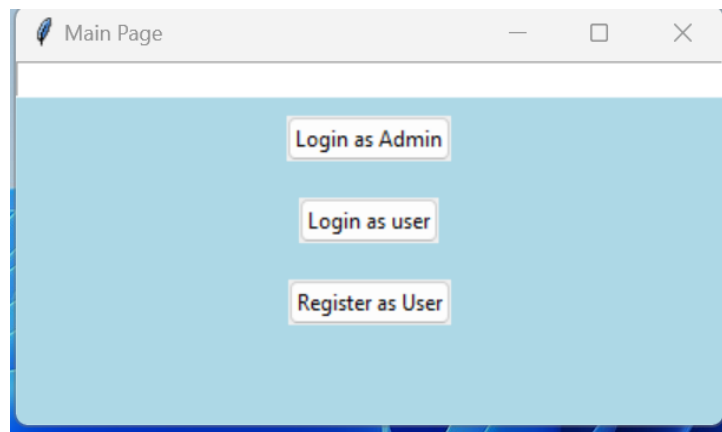 Main Page
Login as Admin
Login as user
Register as User